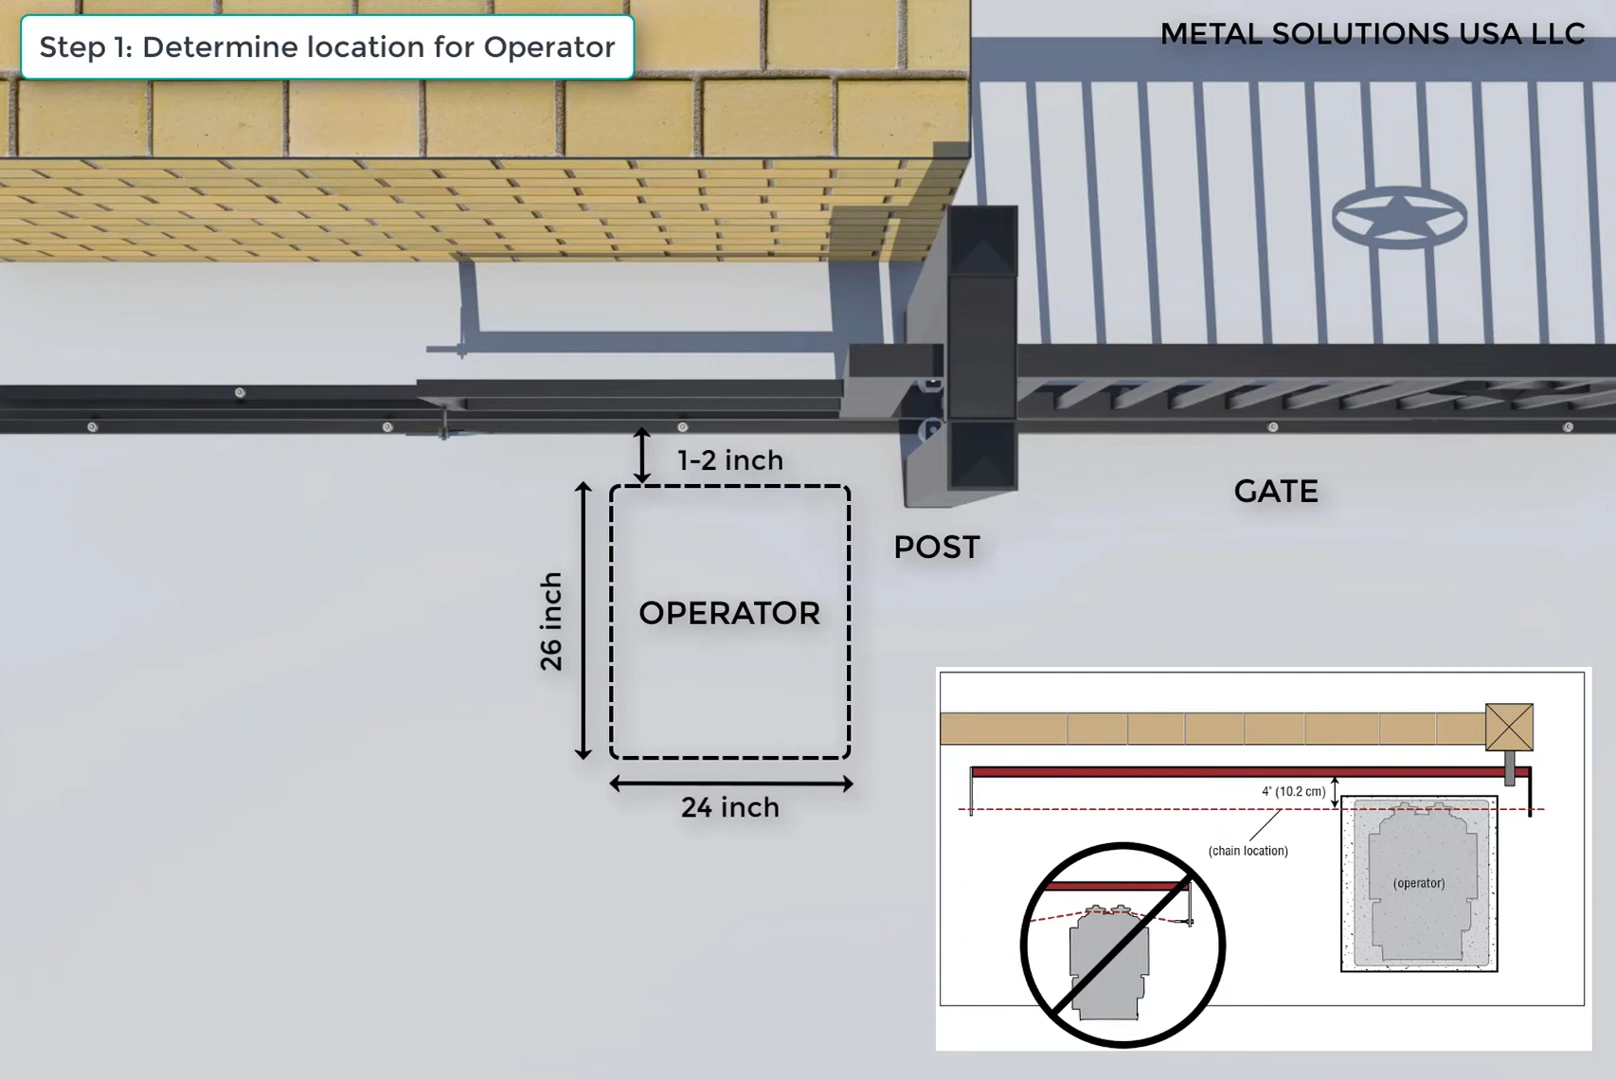 Step 1: Determine location for Operator
METAL SOLUTIONS USA LLC
1-2 inch
GATE
POST
26 inch
OPERATOR
24 inch
4" (10.2 cm)
(chain location)
(operator)